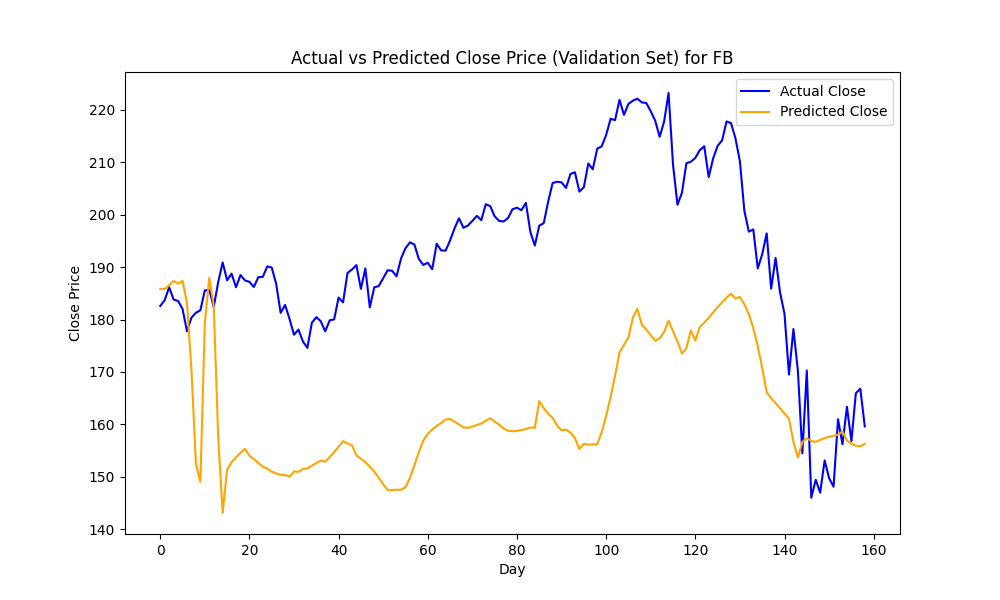 Actual vs Predicted Close Price (Validation Set) for FB
Actual Close
Predicted Close
Close Price
220
210
200
190
180
170
160
150
140
0 20 40 60 80 100 120 140 160
Day